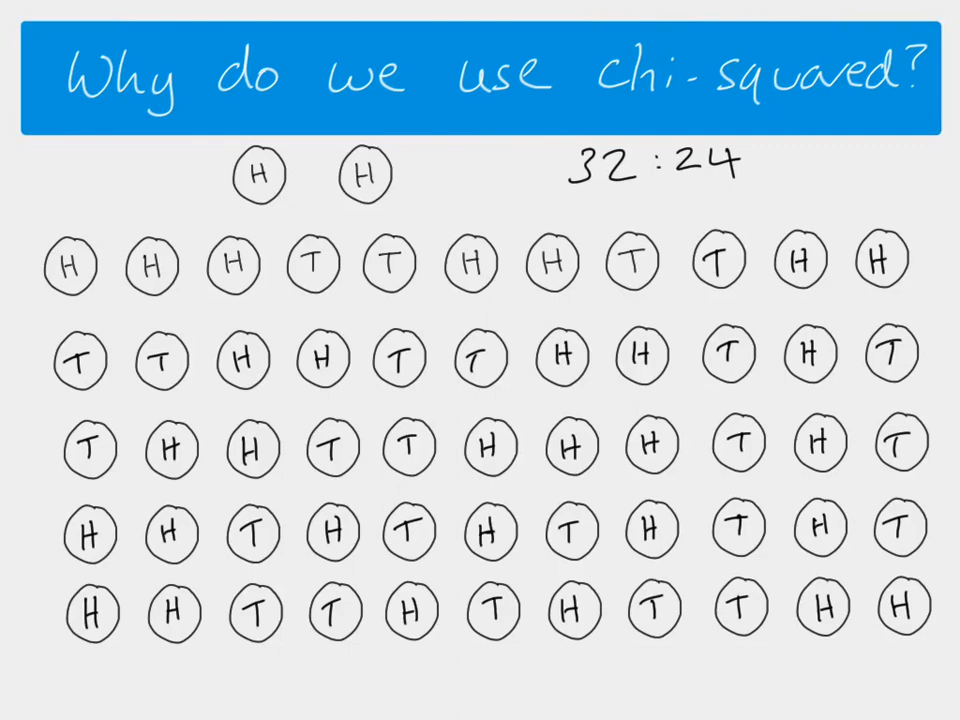 Why do we use chi-squared?
H H 32:24
H H H T T H H T T H H
T T H H T T H H T H T
T H H T T H H H T H T
H H T H T H T H T H T
H H T T H T H T T H H